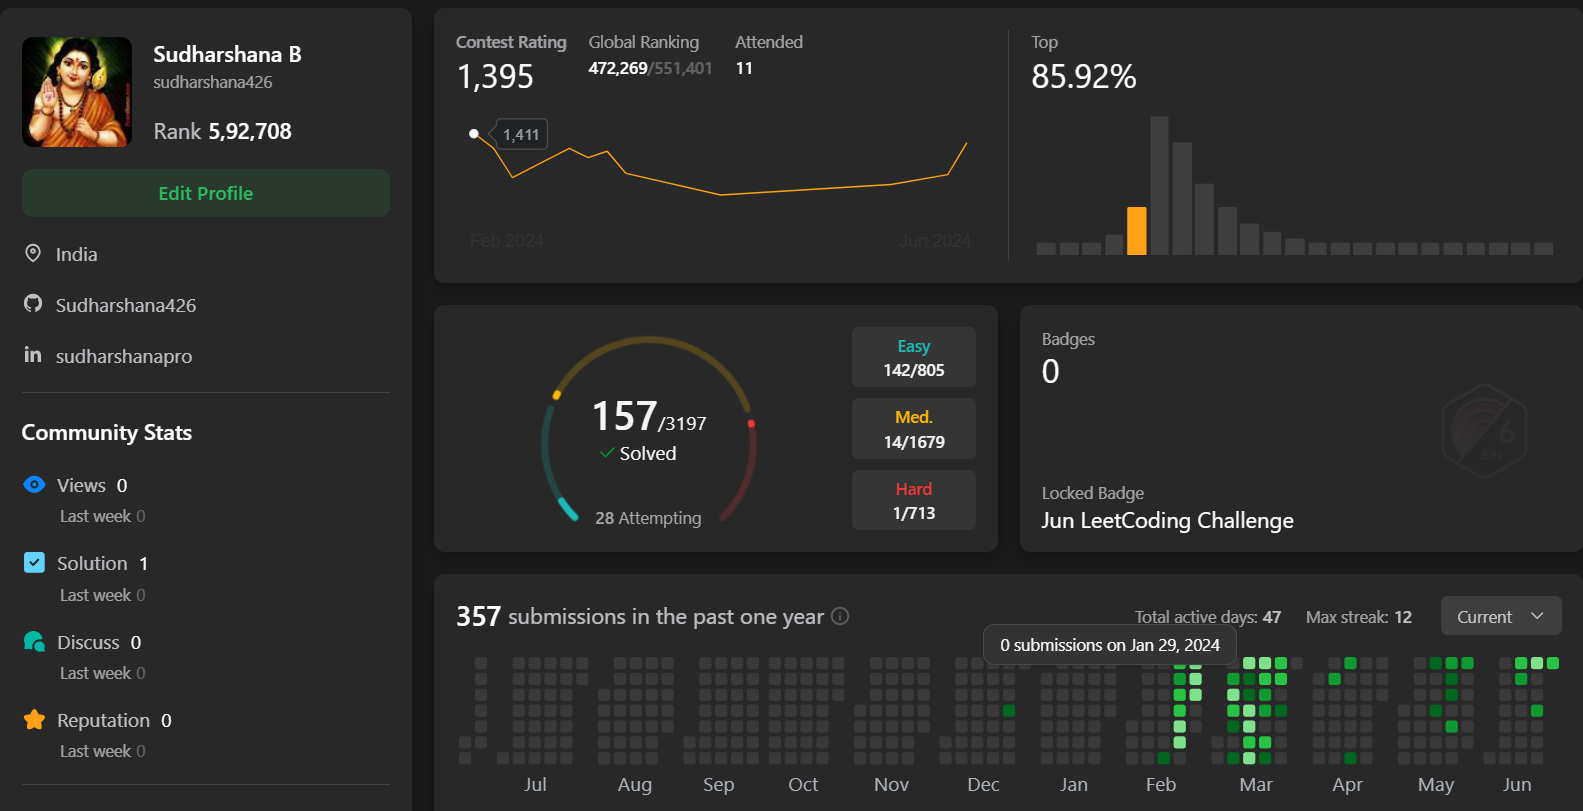 Sudharshana B
sudharshana426
Rank 5,92,708
Edit Profile
India
Sudharshana426
sudharshanapro
Community Stats
Views 0
Last week 0
Solution 1
Last week 0
Discuss 0
Last week 0
Reputation 0
Last week 0
Contest Rating
1,395
Global Ranking
472,269/551,401
Attended
11
1,411
Feb 2024
Jun 2024
Top
85.92%
157/3197
Solved
28 Attempting
Easy
142/805
Med.
14/1679
Hard
1/713
Badges
0
6
JUN
Locked Badge
Jun LeetCoding Challenge
357 submissions in the past one year
Total active days: 47
Max streak: 12
Current
0 submissions on Jan 29, 2024
Jul Aug Sep Oct Nov Dec Jan Feb Mar Apr May Jun